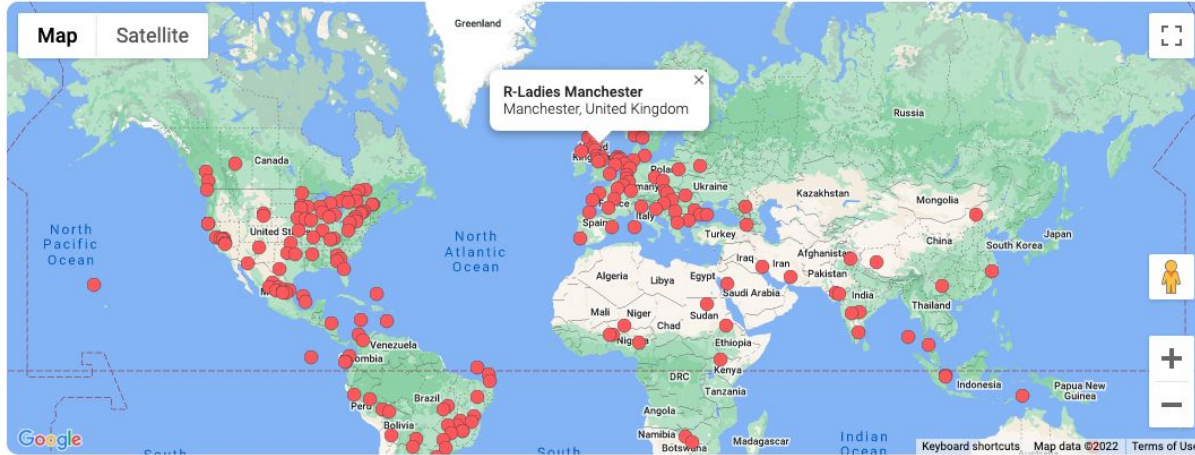 Map
Satellite
Greenland
R-Ladies Manchester
Manchester, United Kingdom
Russia
Canada
Ukraine
Kazakhstan
Mongolia
North
Pacific
Ocean
North
Atlantic
Ocean
Spain
Italy
Turkey
China
Japan
South Korea
Iraq
Iran
Afghanistan
Pakistan
Algeria
Libya
Egypt
Saudi Arabia
India
Thailand
Mali
Niger
Chad
Sudan
Ethiopia
Venezuela
Kenya
DRC
Tanzania
Indonesia
Papua New
Guinea
Brazil
Peru
Bolivia
Angola
Namibia
Botswana
Madagascar
Indian
Ocean
Google
Keyboard shortcuts
Map data ©2022
Terms of Use